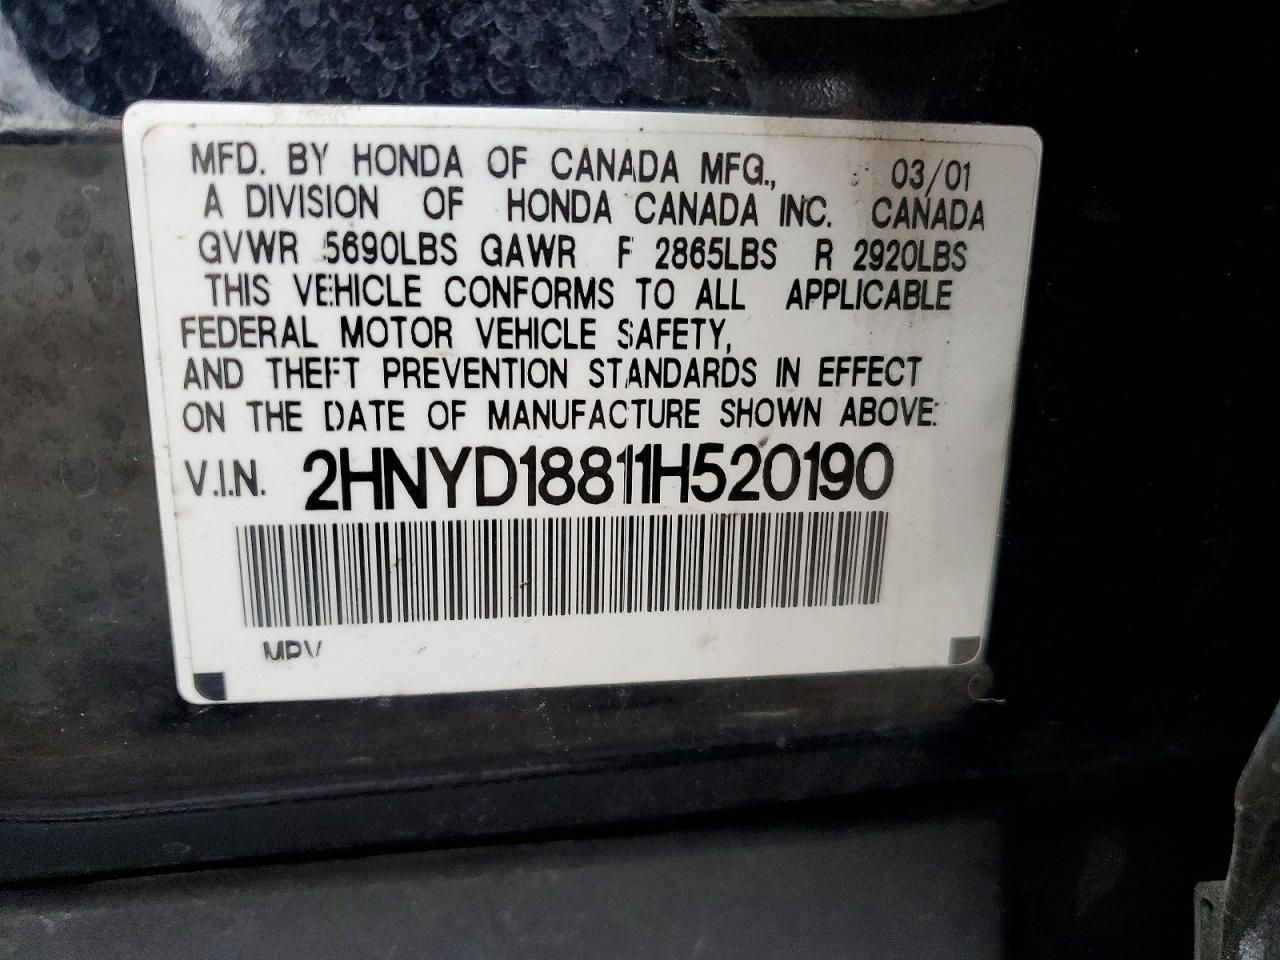 MFD. BY HONDA OF CANADA MFG., 03/01
A DIVISION OF HONDA CANADA INC. CANADA
GVWR 5690LBS GAWR F 2865LBS R 2920LBS
THIS VEHICLE CONFORMS TO ALL APPLICABLE
FEDERAL MOTOR VEHICLE SAFETY,
AND THEFT PREVENTION STANDARDS IN EFFECT
ON THE DATE OF MANUFACTURE SHOWN ABOVE:
V.I.N. 2HNYD18811H520190
MPV